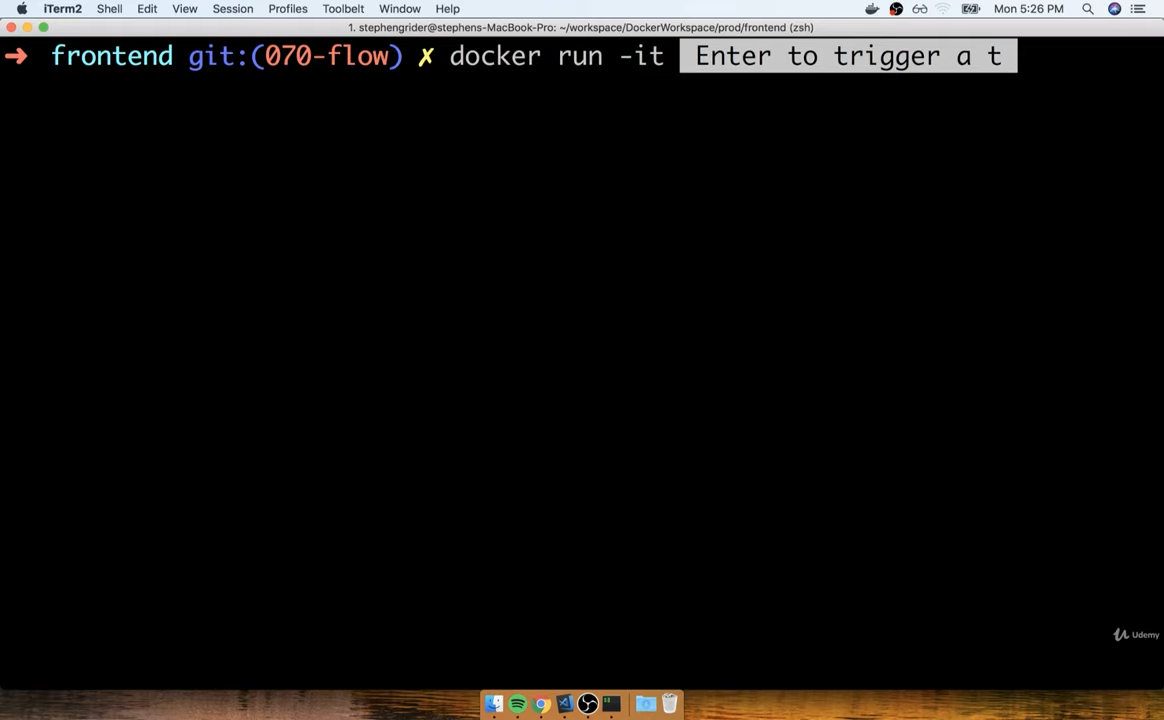 iTerm2 Shell Edit View Session Profiles Toolbelt Window Help Mon 5:26 PM
1. stephengrider@stephens-MacBook-Pro: ~/workspace/DockerWorkspace/prod/frontend (zsh)
➜ frontend git:(070-flow) ✗ docker run -it Enter to trigger a t
Udemy